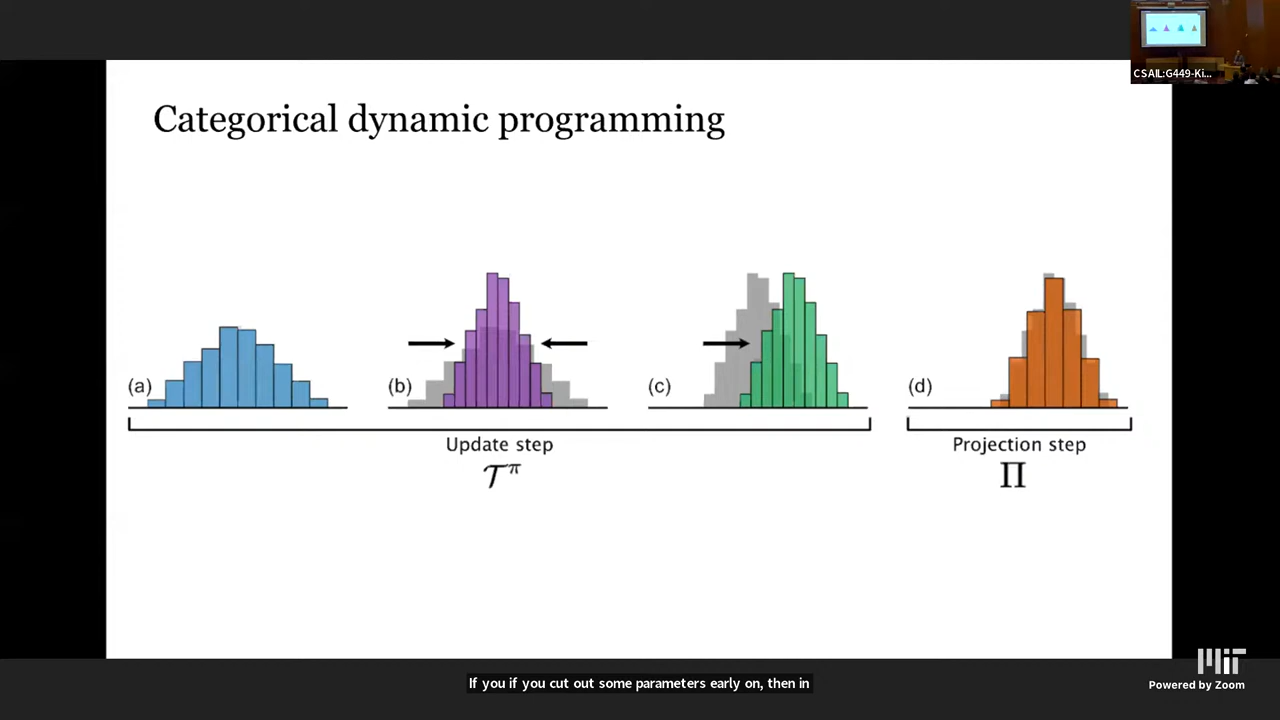 CSAIL:G449-Ki...
Categorical dynamic programming
(a)
(b)
(c)
(d)
Update step
𝒯^π
Projection step
Π
MIT
Powered by Zoom
If you if you cut out some parameters early on, then in